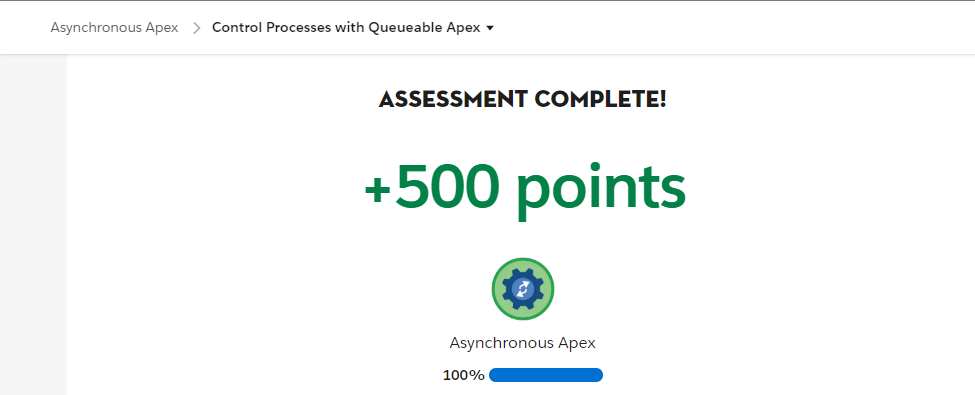 Asynchronous Apex > Control Processes with Queueable Apex
ASSESSMENT COMPLETE!
+500 points
Asynchronous Apex
100%